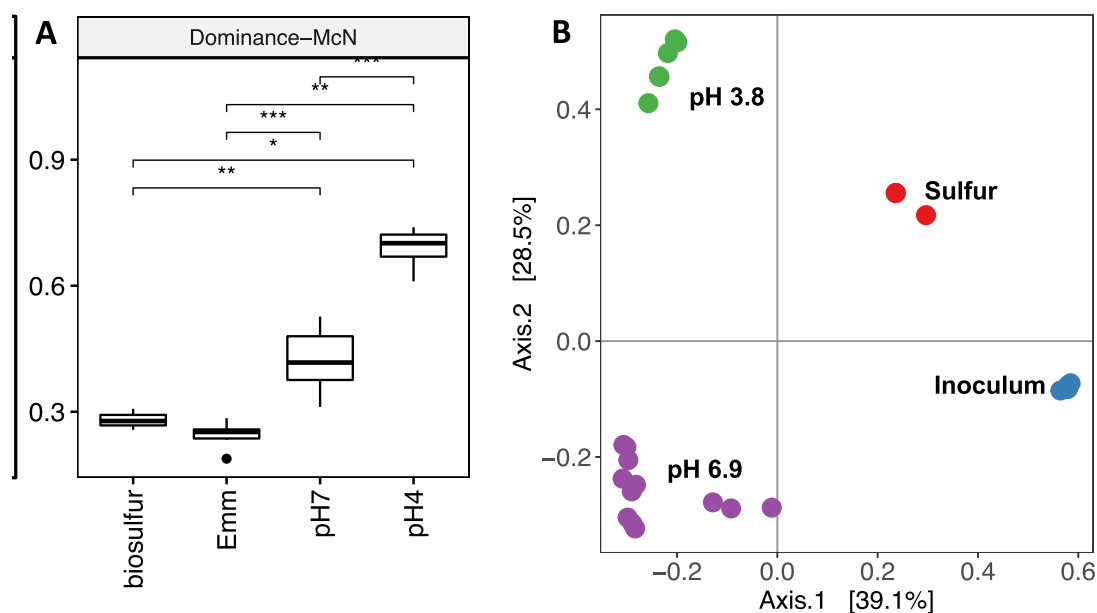 A
Dominance–McN
***
**
***
*
**
0.9
0.6
0.3
biosulfur
Emm
pH7
pH4
B
pH 3.8
Sulfur
Inoculum
pH 6.9
0.4
0.2
0.0
−0.2
Axis.2 [28.5%]
−0.2
0.0
0.2
0.4
0.6
Axis.1 [39.1%]